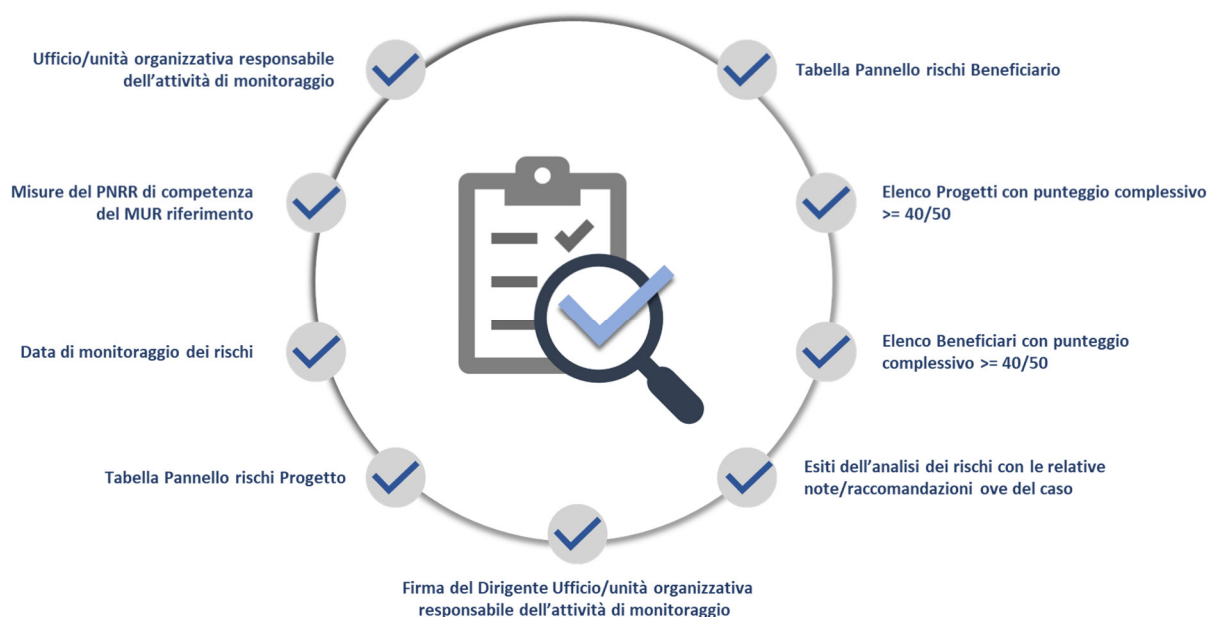 Ufficio/unità organizzativa responsabile
dell'attività di monitoraggio
Misure del PNRR di competenza
del MUR riferimento
Data di monitoraggio dei rischi
Tabella Pannello rischi Progetto
Firma del Dirigente Ufficio/unità organizzativa
responsabile dell'attività di monitoraggio
Tabella Pannello rischi Beneficiario
Elenco Progetti con punteggio complessivo
>= 40/50
Elenco Beneficiari con punteggio
complessivo >= 40/50
Esiti dell'analisi dei rischi con le relative
note/raccomandazioni ove del caso